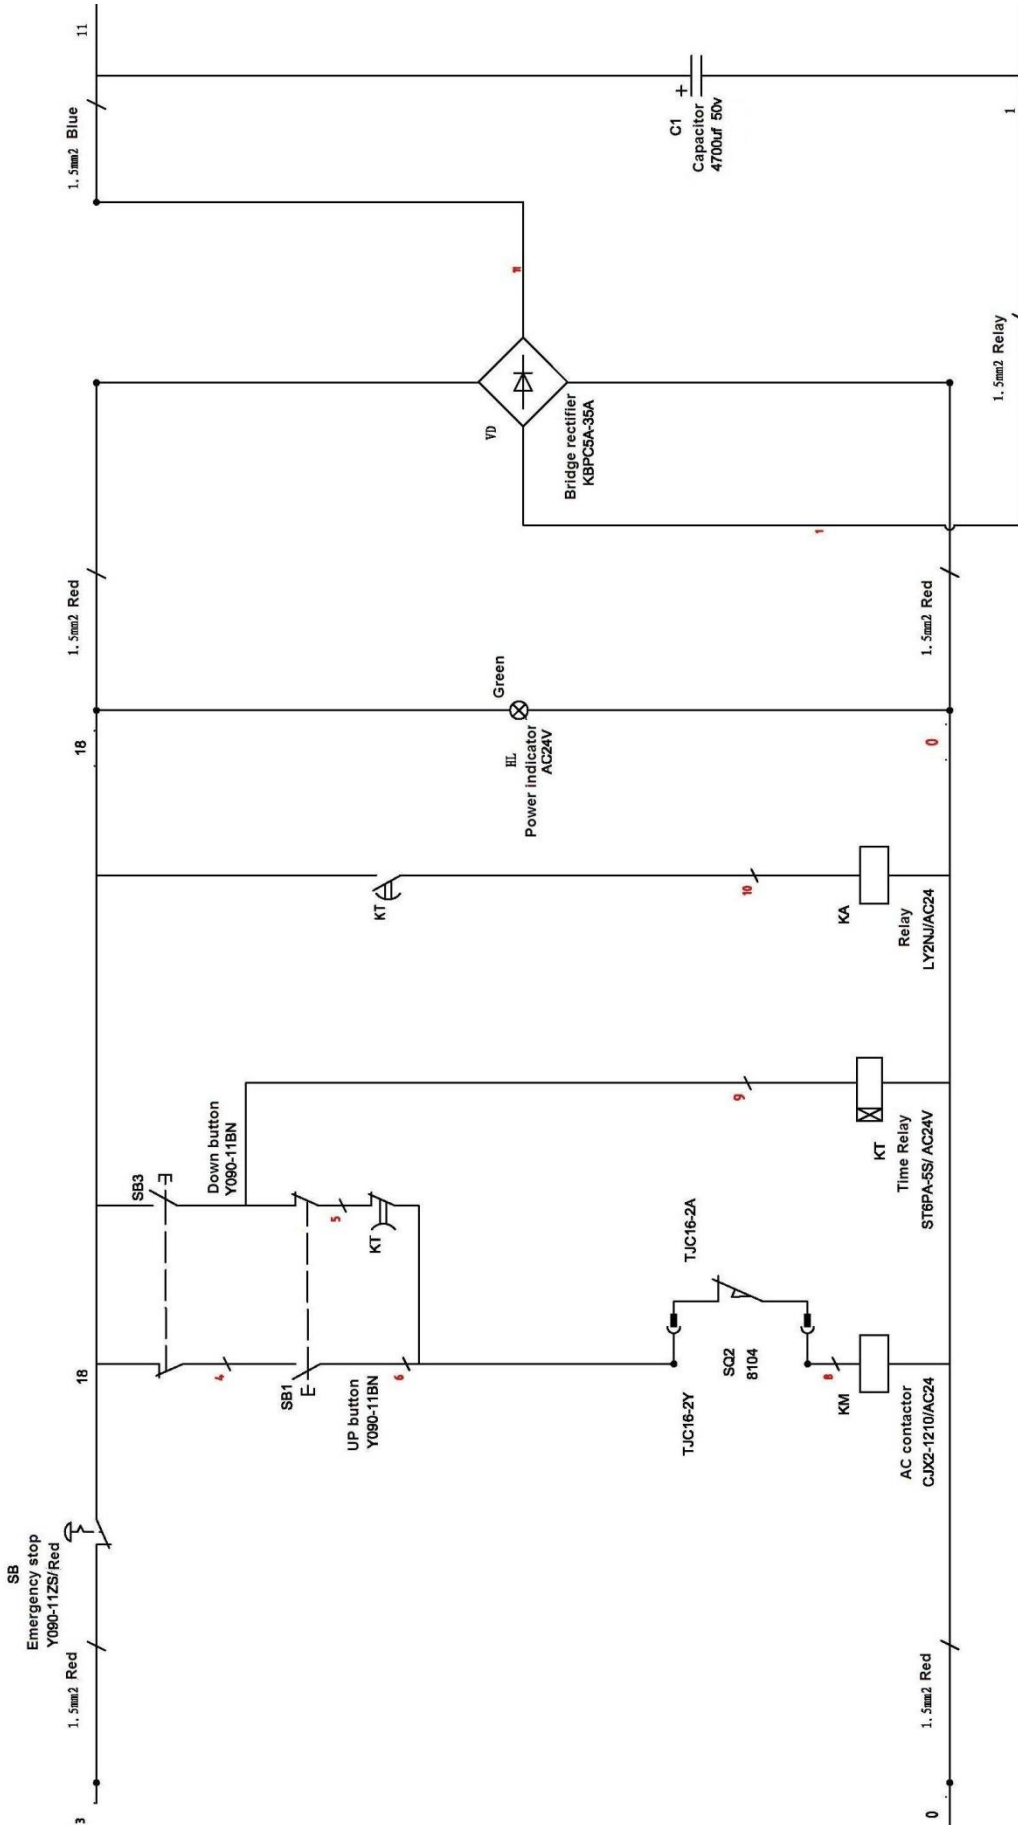 3
1.5mm2 Red
SB
Emergency stop
Y090-11ZS/Red
18
4
SB1
UP button
Y090-11BN
6
SB3
Down button
Y090-11BN
5
KT
TJC16-2Y
TJC16-2A
SQ2
8104
8
KM
AC contactor
CJX2-1210/AC24
9
KT
Time Relay
ST6PA-5S/ AC24V
KT
10
KA
Relay
LY2NJ/AC24
18
Green
HL
Power indicator
AC24V
0
1.5mm2 Red
1.5mm2 Red
VD
Bridge rectifier
KBPC5A-35A
11
1
1.5mm2 Blue
11
C1
+
Capacitor
4700uf 50v
1.5mm2 Relay
1
0
1.5mm2 Red